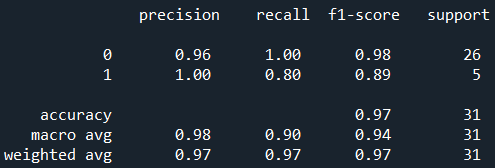 precision recall f1-score support
0 0.96 1.00 0.98 26
1 1.00 0.80 0.89 5
accuracy 0.97 31
macro avg 0.98 0.90 0.94 31
weighted avg 0.97 0.97 0.97 31